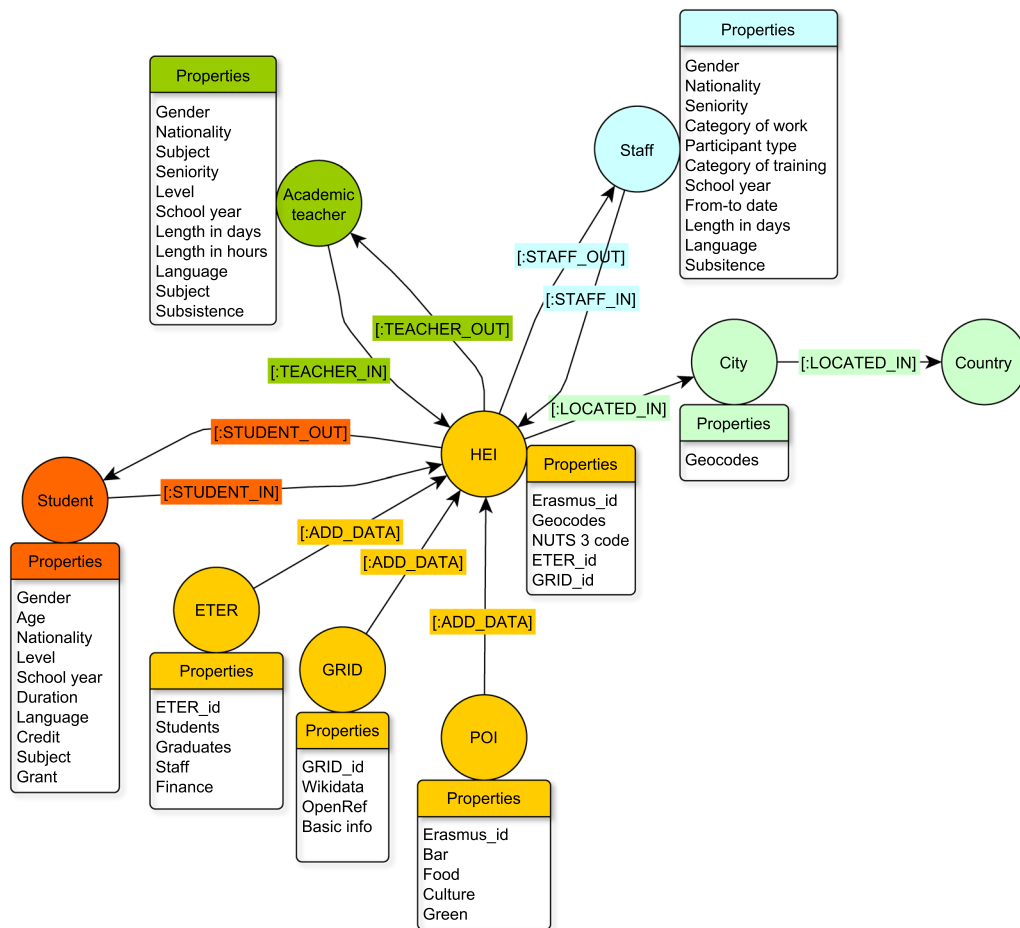 Properties
Gender
Nationality
Seniority
Category of work
Participant type
Category of training
School year
From-to date
Length in days
Language
Subsitence
Staff
Properties
Gender
Nationality
Subject
Seniority
Level
School year
Length in days
Length in hours
Language
Subject
Subsistence
Academic
teacher
[:STAFF_OUT]
[:STAFF_IN]
[:TEACHER_OUT]
[:TEACHER_IN]
City
[:LOCATED_IN]
Country
[:LOCATED_IN]
Properties
Geocodes
[:STUDENT_OUT]
HEI
Properties
Erasmus_id
Geocodes
NUTS 3 code
ETER_id
GRID_id
Student
[:STUDENT_IN]
Properties
Gender
Age
Nationality
Level
School year
Duration
Language
Credit
Subject
Grant
[:ADD_DATA]
[:ADD_DATA]
[:ADD_DATA]
ETER
Properties
ETER_id
Students
Graduates
Staff
Finance
GRID
Properties
GRID_id
Wikidata
OpenRef
Basic info
POI
Properties
Erasmus_id
Bar
Food
Culture
Green